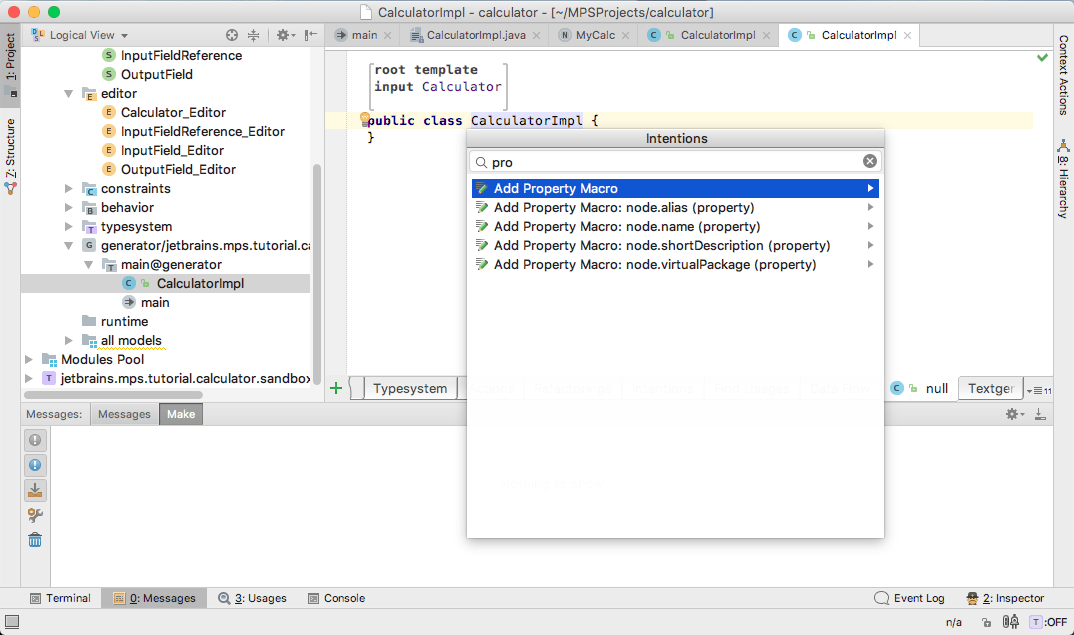 CalculatorImpl - calculator - [~/MPSProjects/calculator]
1: Project
7: Structure
Logical View
InputFieldReference
OutputField
editor
Calculator_Editor
InputFieldReference_Editor
InputField_Editor
OutputField_Editor
constraints
behavior
typesystem
generator/jetbrains.mps.tutorial.ca
main@generator
CalculatorImpl
main
runtime
all models
Modules Pool
jetbrains.mps.tutorial.calculator.sandbox
main
CalculatorImpl.java
MyCalc
CalculatorImpl
CalculatorImpl
root template
input Calculator
public class CalculatorImpl {
}
Intentions
pro
Add Property Macro
Add Property Macro: node.alias (property)
Add Property Macro: node.name (property)
Add Property Macro: node.shortDescription (property)
Add Property Macro: node.virtualPackage (property)
Typesystem
null
Textger
11
Context Actions
8: Hierarchy
Messages:
Messages
Make
Terminal
0: Messages
3: Usages
Console
Event Log
2: Inspector
n/a
T :OFF